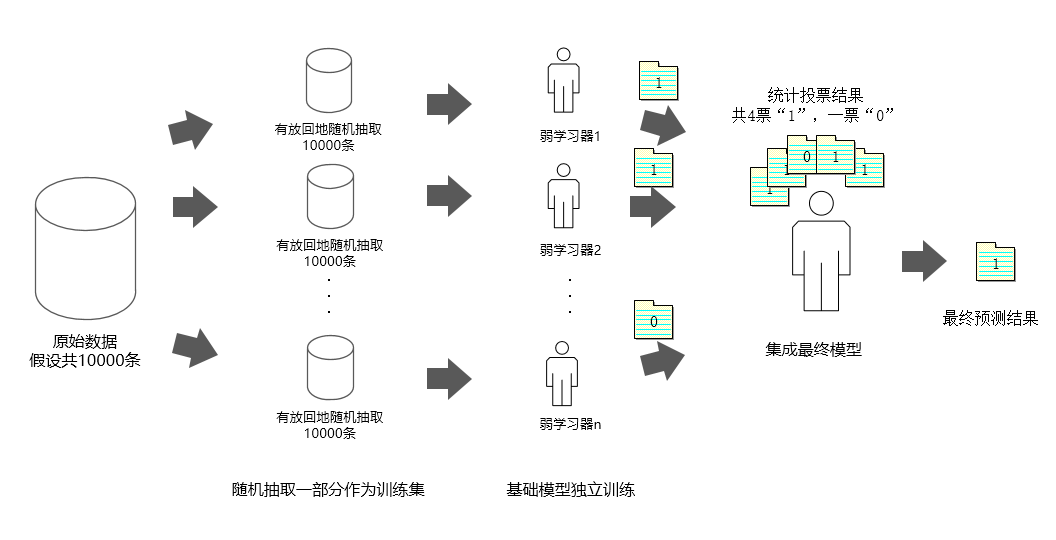 原始数据
假设共10000条
有放回地随机抽取
10000条
有放回地随机抽取
10000条
有放回地随机抽取
10000条
随机抽取一部分作为训练集
弱学习器1
弱学习器2
弱学习器n
基础模型独立训练
1
1
0
统计投票结果
共4票“1”，一票“0”
1
1
0
1
1
集成最终模型
1
最终预测结果